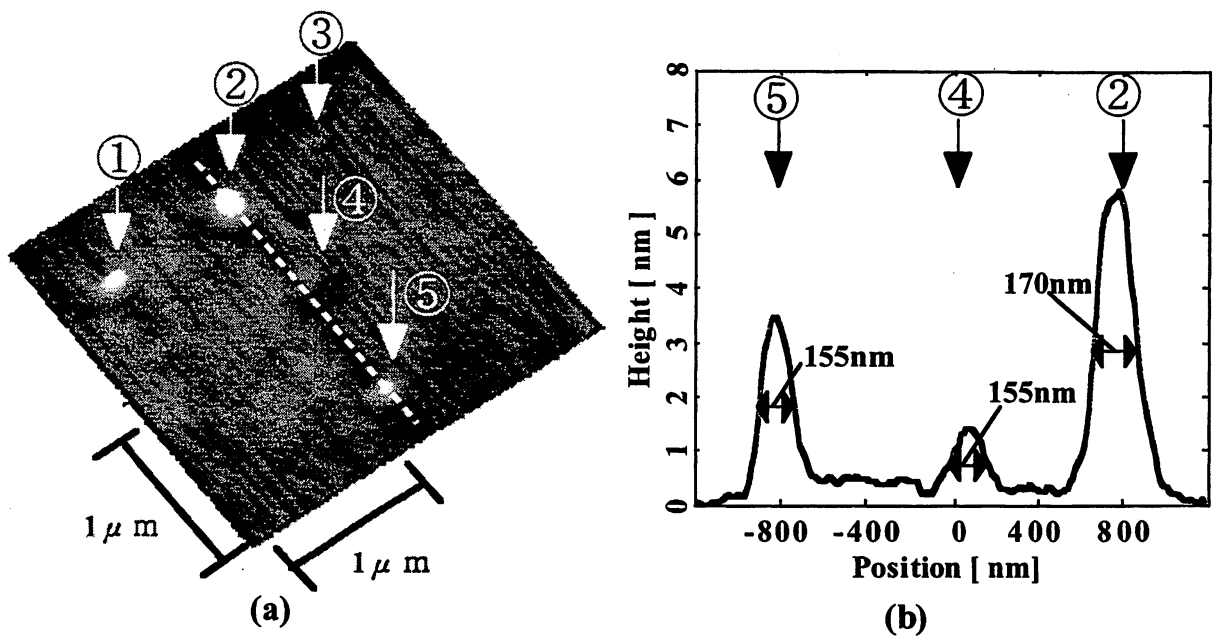 ③
②
①
④
⑤
1 μ m
1 μ m
(a)
8
7
6
5
4
3
2
1
0
Height [ nm]
⑤
④
②
170nm
155nm
155nm
-800
-400
0
400
800
Position [ nm]
(b)